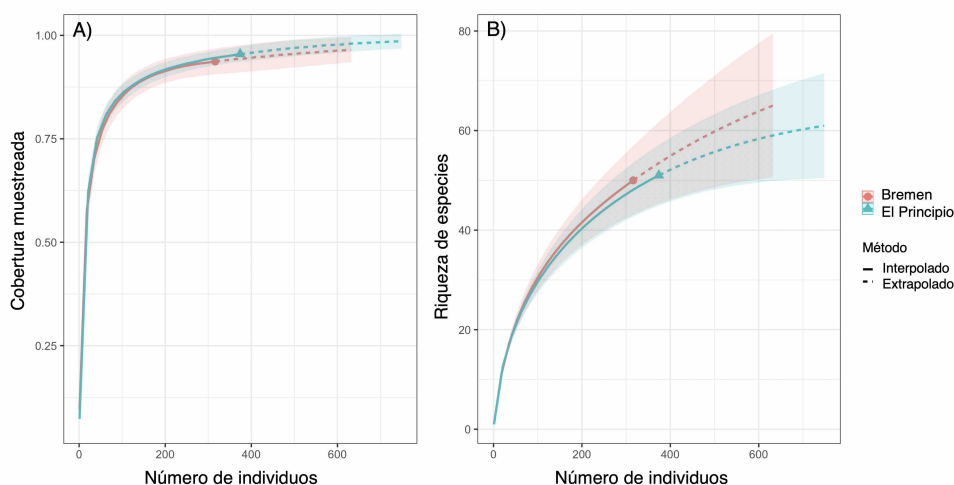 A)
Cobertura muestreada
1.00
0.75
0.50
0.25
0
200
400
600
Número de individuos
B)
Riqueza de especies
80
60
40
20
0
0
200
400
600
Número de individuos
Bremen
El Principio
Método
Interpolado
Extrapolado